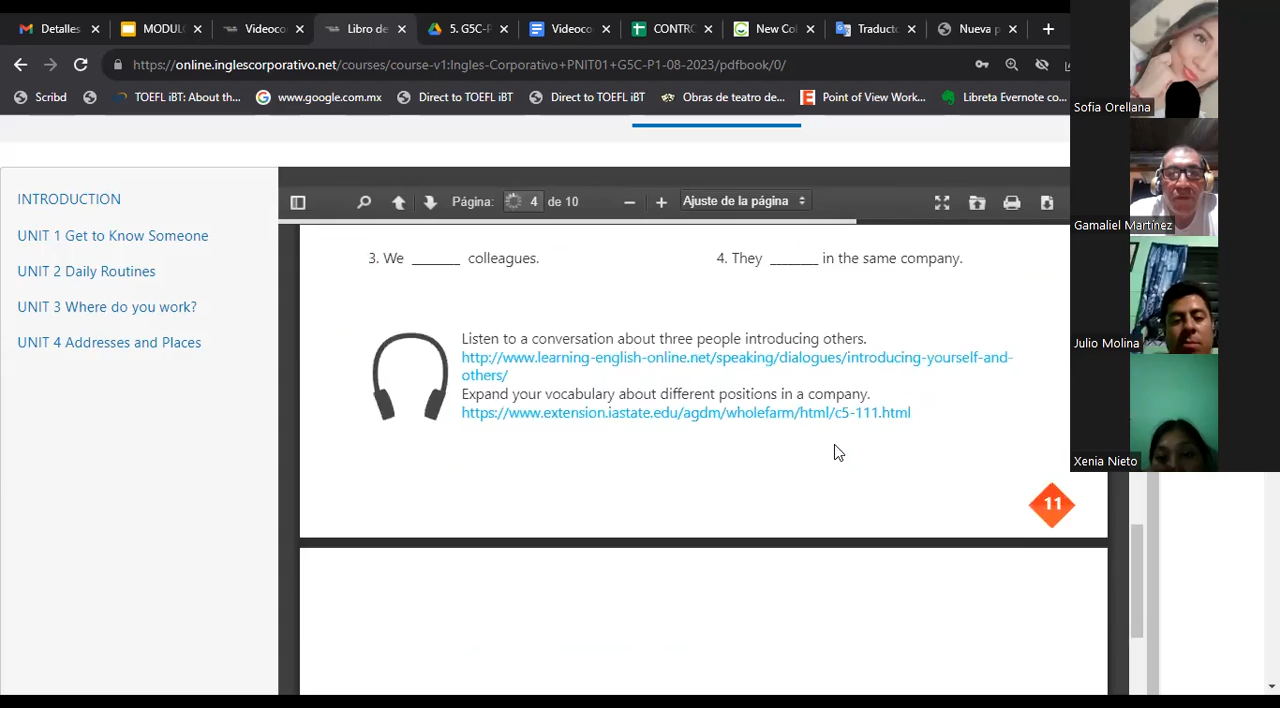 Detalles
MODUL
Videoco
Libro de
5. G5C-P
Videoco
CONTRO
New Col
Traducto
Nueva p
https://online.inglescorporativo.net/courses/course-v1:Ingles-Corporativo+PNIT01+G5C-P1-08-2023/pdfbook/0/
Scribd
TOEFL iBT: About th...
www.google.com.mx
Direct to TOEFL iBT
Direct to TOEFL iBT
Obras de teatro de...
Point of View Work...
Libreta Evernote co...
Sofia Orellana
Gamaliel Martínez
Julio Molina
Xenia Nieto
INTRODUCTION
UNIT 1 Get to Know Someone
UNIT 2 Daily Routines
UNIT 3 Where do you work?
UNIT 4 Addresses and Places
Página: 4 de 10
Ajuste de la página
3. We _______ colleagues.
4. They _______ in the same company.
Listen to a conversation about three people introducing others.
http://www.learning-english-online.net/speaking/dialogues/introducing-yourself-and-
others/
Expand your vocabulary about different positions in a company.
https://www.extension.iastate.edu/agdm/wholefarm/html/c5-111.html
11